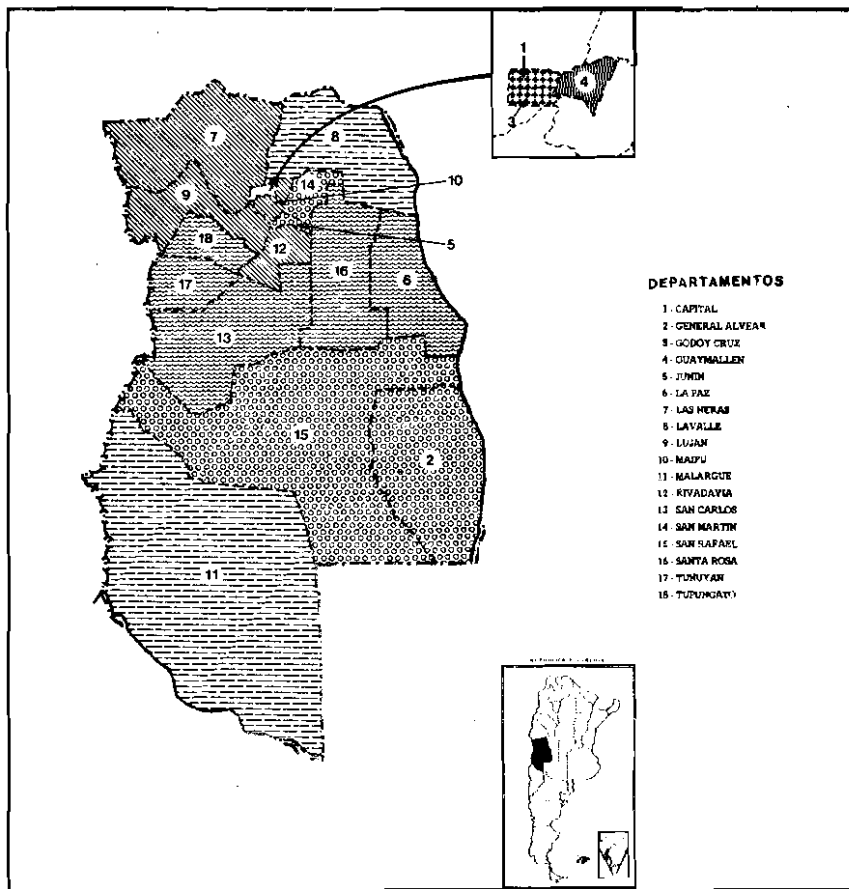 1
4
3
7
8
14
10
9
18
12
5
16
6
17
13
15
2
11
DEPARTAMENTOS
1 - CAPITAL
2 - GENERAL ALVEAR
3 - GODOY CRUZ
4 - GUAYMALLEN
5 - JUNIN
6 - LA PAZ
7 - LAS HERAS
8 - LAVALLE
9 - LUJAN
10 - MAIPU
11 - MALARGUE
12 - RIVADAVIA
13 - SAN CARLOS
14 - SAN MARTIN
15 - SAN RAFAEL
16 - SANTA ROSA
17 - TUNUYAN
18 - TUPUNGATO